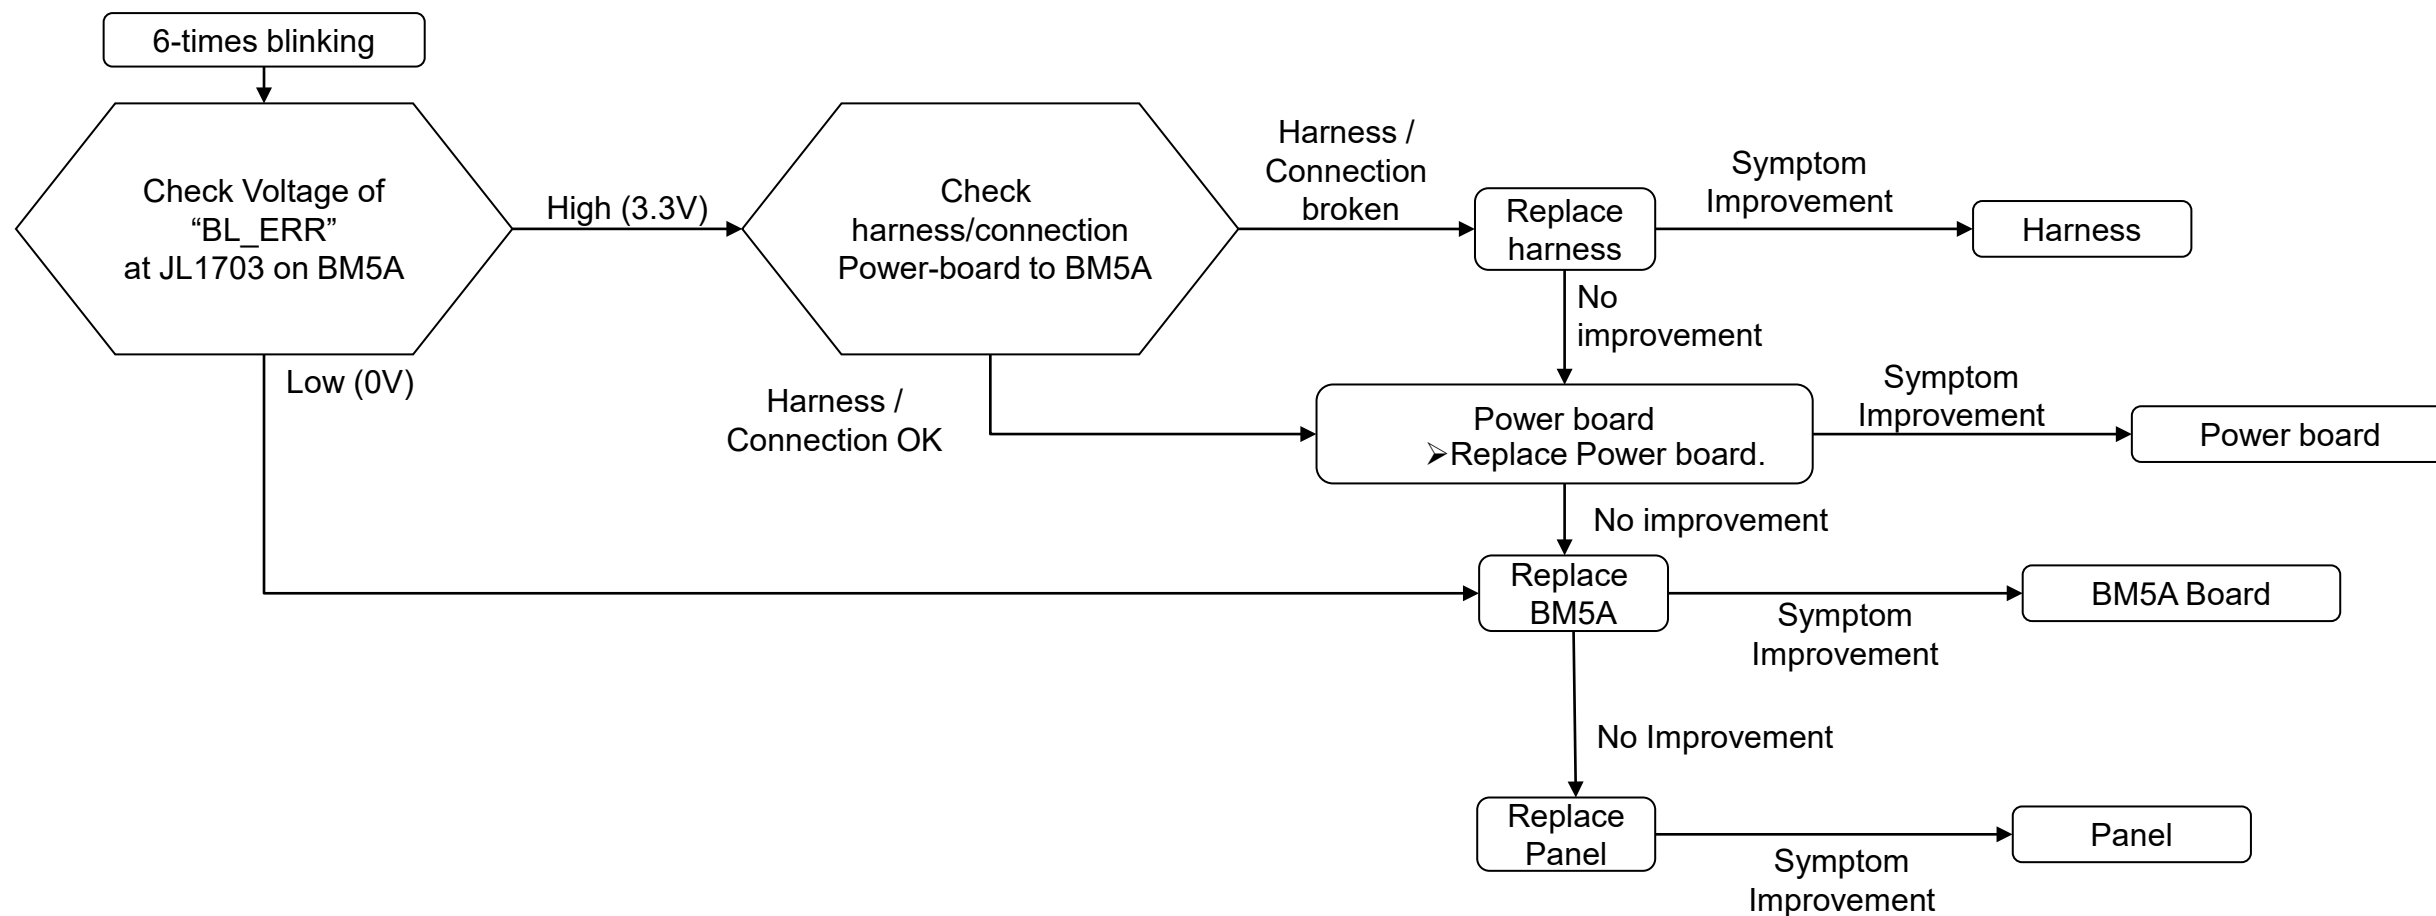 6-times blinking
Check Voltage of
“BL_ERR”
at JL1703 on BM5A
High (3.3V)
Low (0V)
Check
harness/connection
Power-board to BM5A
Harness /
Connection
broken
Harness /
Connection OK
Replace
harness
Symptom
Improvement
Harness
No
improvement
Power board
➢Replace Power board.
Symptom
Improvement
Power board
No improvement
Replace
BM5A
Symptom
Improvement
BM5A Board
No Improvement
Replace
Panel
Symptom
Improvement
Panel